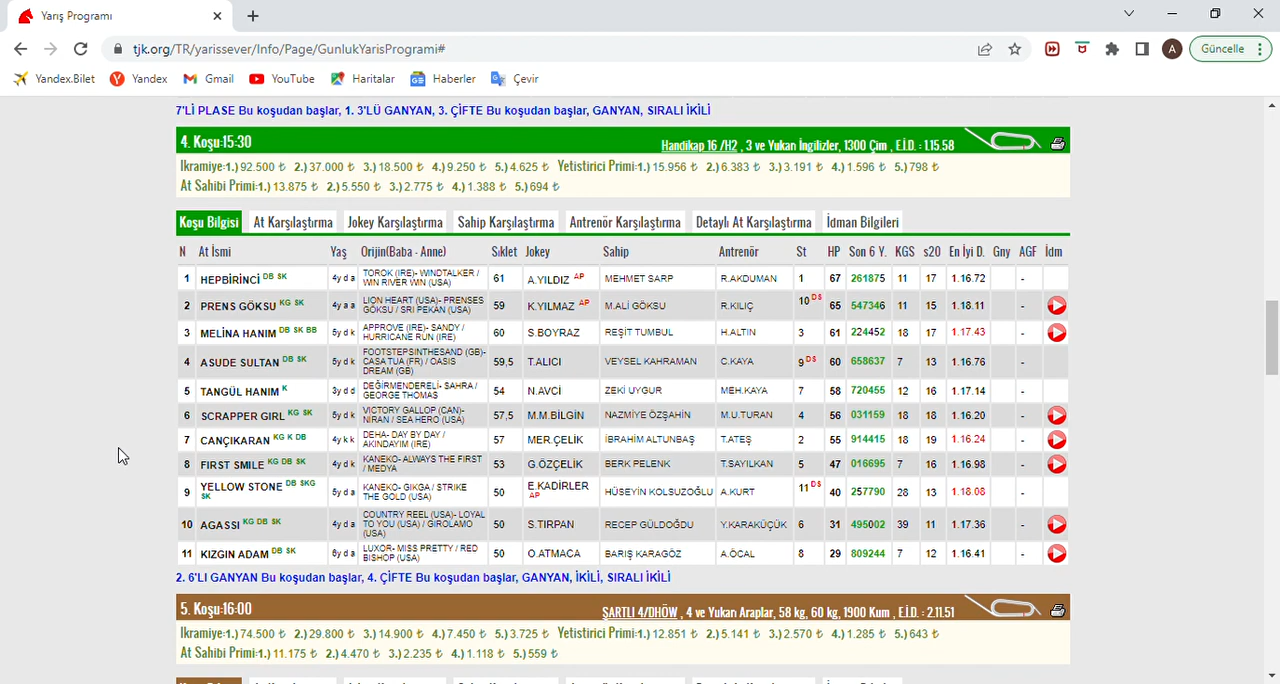 Yarış Programı
tjk.org/TR/yarissever/Info/Page/GunlukYarisProgrami#
A
Güncelle
Yandex.Bilet Yandex Gmail YouTube Haritalar Haberler Çevir
7'Lİ PLASE Bu koşudan başlar, 1. 3'LÜ GANYAN, 3. ÇİFTE Bu koşudan başlar, GANYAN, SIRALI İKİLİ
4. Koşu:15:30 Handikap 16 /H2 , 3 ve Yukarı İngilizler, 1300 Çim , E.İ.D. : 1.15.58
İkramiye:1.) 92.500 ₺ 2.) 37.000 ₺ 3.) 18.500 ₺ 4.) 9.250 ₺ 5.) 4.625 ₺ Yetistirici Primi:1.) 15.956 ₺ 2.) 6.383 ₺ 3.) 3.191 ₺ 4.) 1.596 ₺ 5.) 798 ₺
At Sahibi Primi:1.) 13.875 ₺ 2.) 5.550 ₺ 3.) 2.775 ₺ 4.) 1.388 ₺ 5.) 694 ₺
Koşu Bilgisi At Karşılaştırma Jokey Karşılaştırma Sahip Karşılaştırma Antrenör Karşılaştırma Detaylı At Karşılaştırma İdman Bilgileri
N At İsmi Yaş Orijin(Baba - Anne) Sıklet Jokey Sahip Antrenör St HP Son 6 Y. KGS s20 En İyi D. Gny AGF İdm
1 HEPBİRİNCİ DB SK 4y d a TOROK (IRE)- WINDTALKER / WIN RIVER WIN (USA) 61 A.YILDIZ AP MEHMET SARP R.AKDUMAN 1 67 261875 11 17 1.16.72 -
2 PRENS GÖKSU KG SK 4y a a LION HEART (USA)- PRENSES GÖKSU / SRI PEKAN (USA) 59 K.YILMAZ AP M.ALİ GÖKSU R.KILIÇ 10 DS 65 547346 11 15 1.18.11 -
3 MELİNA HANIM DB SK BB 5y d k APPROVE (IRE)- SANDY / HURRICANE RUN (IRE) 60 S.BOYRAZ REŞİT TUMBUL H.ALTIN 3 61 224452 18 17 1.17.43 -
4 ASUDE SULTAN DB SK 5y d k FOOTSTEPSINTHESAND (GB)- CASA TUA (FR) / OASIS DREAM (GB) 59,5 T.ALICI VEYSEL KAHRAMAN C.KAYA 9 DS 60 658637 7 13 1.16.76 -
5 TANGÜL HANIM K 3y d d DEĞİRMENDERELİ- SAHRA / GEORGE THOMAS 54 N.AVCİ ZEKİ UYGUR MEH.KAYA 7 58 720455 12 16 1.17.14 -
6 SCRAPPER GIRL KG SK 5y d k VICTORY GALLOP (CAN)- NIRAN / SEA HERO (USA) 57,5 M.M.BİLGİN NAZMİYE ÖZŞAHİN M.U.TURAN 4 56 031159 18 18 1.16.20 -
7 CANÇIKARAN KG K DB 4y k k DEHA- DAY BY DAY / AKINDAYIM (IRE) 57 MER.ÇELİK İBRAHİM ALTUNBAŞ T.ATEŞ 2 55 914415 18 19 1.16.24 -
8 FIRST SMILE KG DB SK 4y d k KANEKO- ALWAYS THE FIRST / MEDYA 53 G.ÖZÇELİK BERK PELENK T.SAYILKAN 5 47 016695 7 16 1.16.98 -
9 YELLOW STONE DB SKG SK 5y d a KANEKO- GIKGA / STRIKE THE GOLD (USA) 50 E.KADİRLER AP HÜSEYİN KOLSUZOĞLU A.KURT 11 DS 40 257790 28 13 1.18.08 -
10 AGASSI KG DB SK 4y d a COUNTRY REEL (USA)- LOYAL TO YOU (USA) / GIROLAMO (USA) 50 S.TIRPAN RECEP GÜLDOĞDU Y.KARAKÜÇÜK 6 31 495002 39 11 1.17.36 -
11 KIZGIN ADAM DB SK 6y d a LUXOR- MISS PRETTY / RED BISHOP (USA) 50 O.ATMACA BARIŞ KARAGÖZ A.ÖCAL 8 29 809244 7 12 1.16.41 -
2. 6'LI GANYAN Bu koşudan başlar, 4. ÇİFTE Bu koşudan başlar, GANYAN, İKİLİ, SIRALI İKİLİ
5. Koşu:16:00 ŞARTLI 4/DHÖW , 4 ve Yukarı Araplar, 58 kg, 60 kg, 1900 Kum , E.İ.D. : 2.11.51
İkramiye:1.) 74.500 ₺ 2.) 29.800 ₺ 3.) 14.900 ₺ 4.) 7.450 ₺ 5.) 3.725 ₺ Yetistirici Primi:1.) 12.851 ₺ 2.) 5.141 ₺ 3.) 2.570 ₺ 4.) 1.285 ₺ 5.) 643 ₺
At Sahibi Primi:1.) 11.175 ₺ 2.) 4.470 ₺ 3.) 2.235 ₺ 4.) 1.118 ₺ 5.) 559 ₺